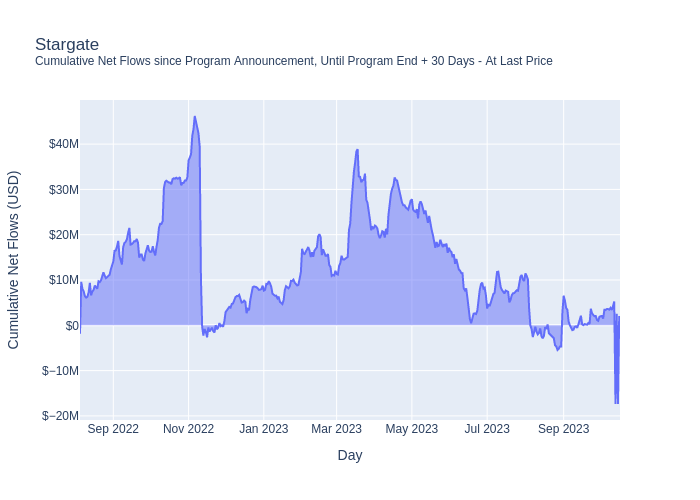 Stargate
Cumulative Net Flows since Program Announcement, Until Program End + 30 Days - At Last Price
Cumulative Net Flows (USD)
$40M
$30M
$20M
$10M
$0
$−10M
$−20M
Sep 2022 Nov 2022 Jan 2023 Mar 2023 May 2023 Jul 2023 Sep 2023
Day